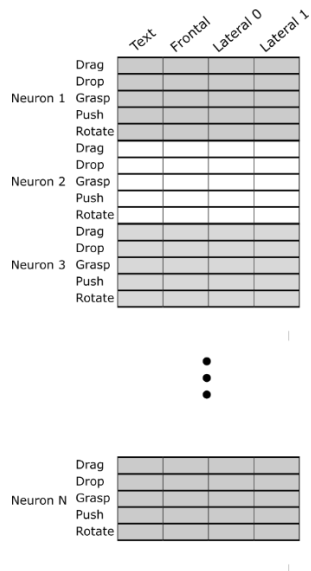 Text Frontal Lateral 0 Lateral 1
Drag
Drop
Neuron 1 Grasp
Push
Rotate
Drag
Drop
Neuron 2 Grasp
Push
Rotate
Drag
Drop
Neuron 3 Grasp
Push
Rotate
Drag
Drop
Neuron N Grasp
Push
Rotate